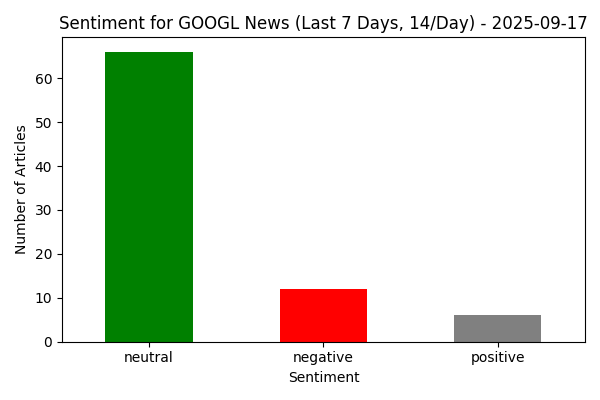 Sentiment for GOOGL News (Last 7 Days, 14/Day) - 2025-09-17
Number of Articles
60
50
40
30
20
10
0
neutral negative positive
Sentiment